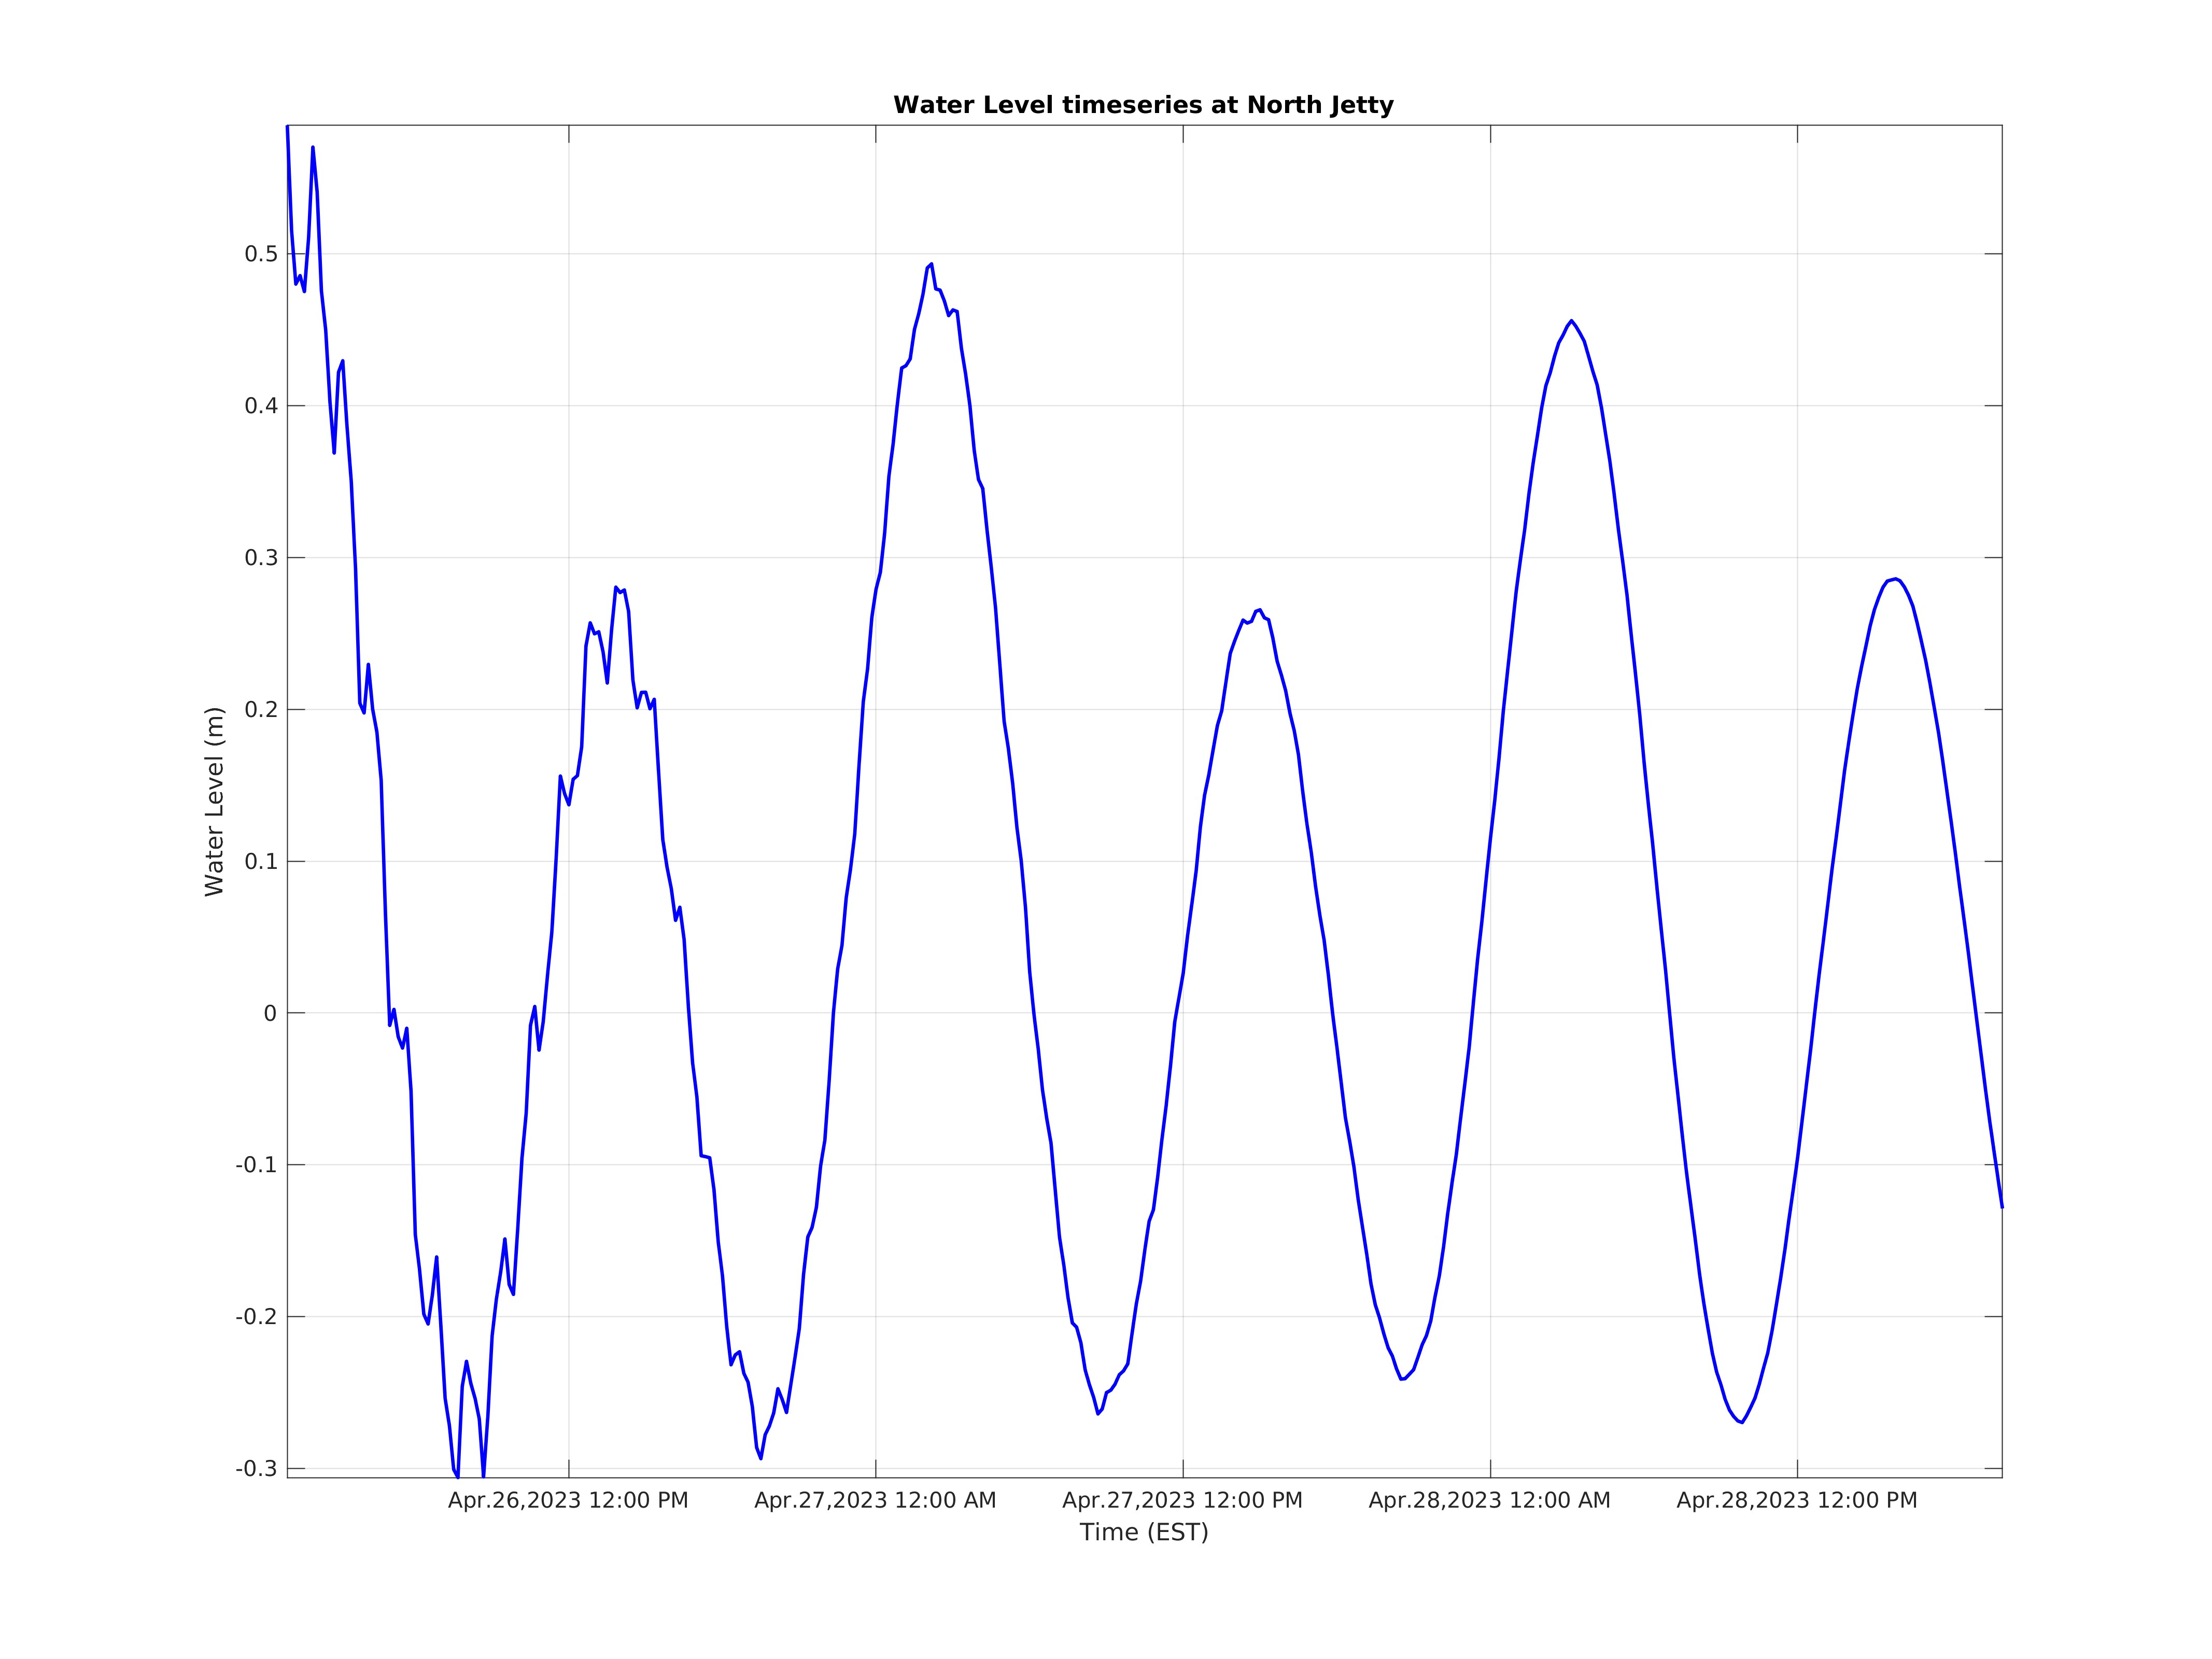 Water Level timeseries at North Jetty
0.5
0.4
0.3
0.2
0.1
0
-0.1
-0.2
-0.3
Water Level (m)
Apr.26,2023 12:00 PM
Apr.27,2023 12:00 AM
Apr.27,2023 12:00 PM
Apr.28,2023 12:00 AM
Apr.28,2023 12:00 PM
Time (EST)